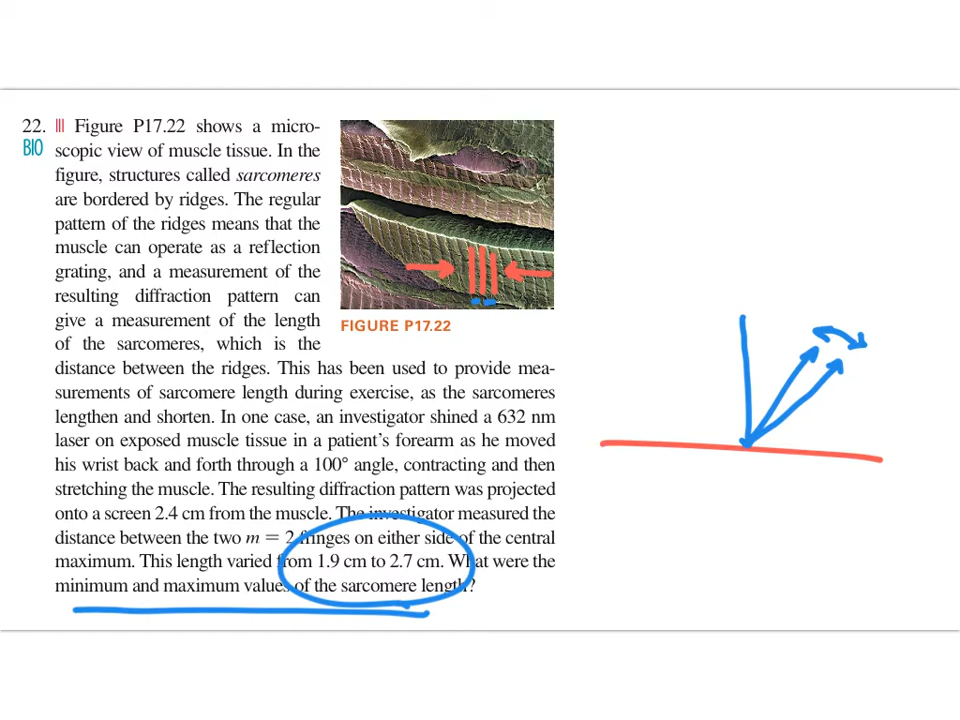 22. III Figure P17.22 shows a micro-
BIO scopic view of muscle tissue. In the
figure, structures called sarcomeres
are bordered by ridges. The regular
pattern of the ridges means that the
muscle can operate as a reflection
grating, and a measurement of the
resulting diffraction pattern can
give a measurement of the length
of the sarcomeres, which is the
FIGURE P17.22
distance between the ridges. This has been used to provide mea-
surements of sarcomere length during exercise, as the sarcomeres
lengthen and shorten. In one case, an investigator shined a 632 nm
laser on exposed muscle tissue in a patient's forearm as he moved
his wrist back and forth through a 100° angle, contracting and then
stretching the muscle. The resulting diffraction pattern was projected
onto a screen 2.4 cm from the muscle. The investigator measured the
distance between the two m = 2 fringes on either side of the central
maximum. This length varied from 1.9 cm to 2.7 cm. What were the
minimum and maximum values of the sarcomere length?